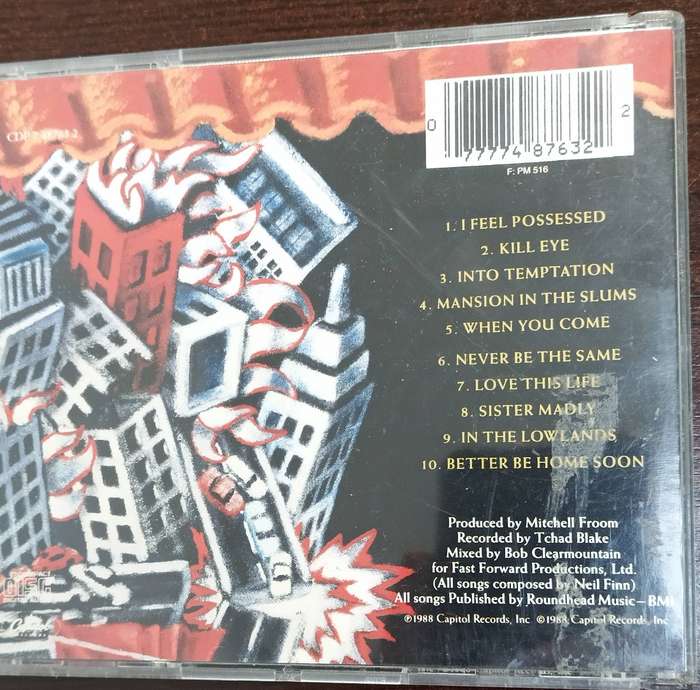 0 77774 87632 2
F: PM 516
1. I FEEL POSSESSED
2. KILL EYE
3. INTO TEMPTATION
4. MANSION IN THE SLUMS
5. WHEN YOU COME
6. NEVER BE THE SAME
7. LOVE THIS LIFE
8. SISTER MADLY
9. IN THE LOWLANDS
10. BETTER BE HOME SOON
Produced by Mitchell Froom
Recorded by Tchad Blake
Mixed by Bob Clearmountain
for Fast Forward Productions, Ltd.
(All songs composed by Neil Finn)
All songs Published by Roundhead Music—BMI
℗1988 Capitol Records, Inc ©1988 Capitol Records, Inc